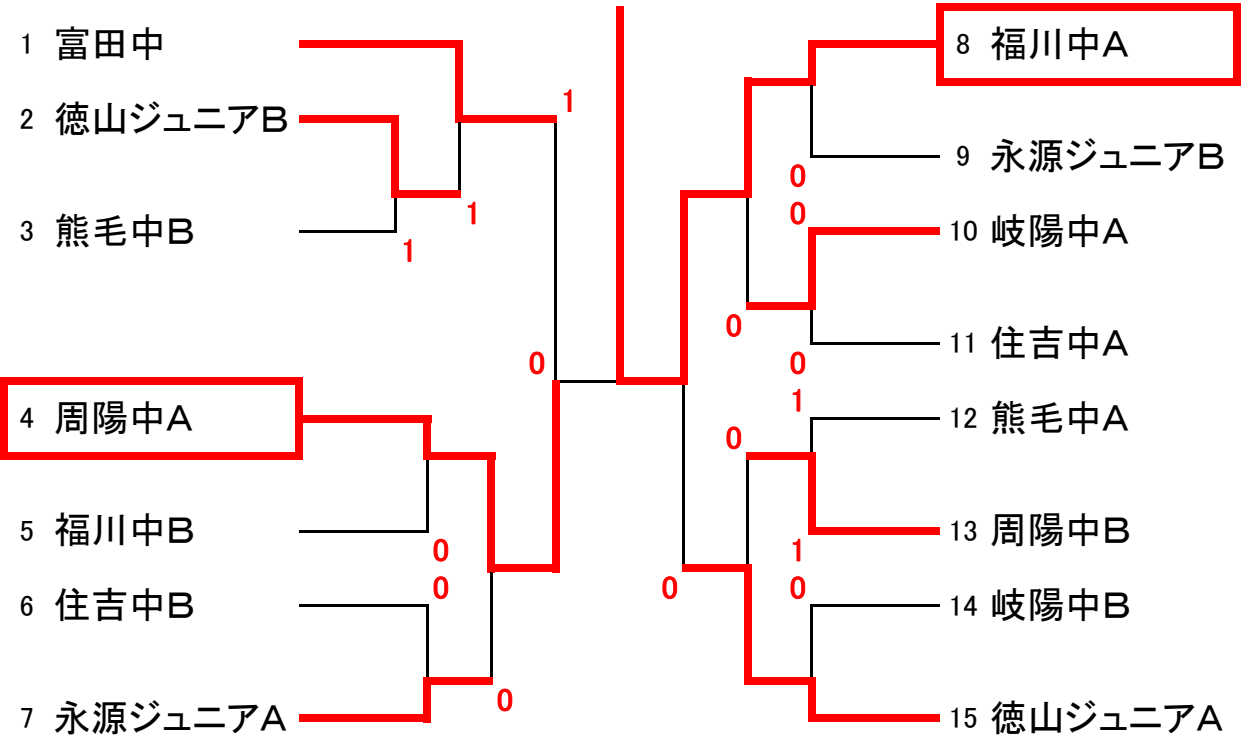 1 富田中
2 徳山ジュニアB
3 熊毛中B
4 周陽中A
5 福川中B
6 住吉中B
7 永源ジュニアA
1
1
1
0
0
0
0
8 福川中A
9 永源ジュニアB
10 岐陽中A
11 住吉中A
12 熊毛中A
13 周陽中B
14 岐陽中B
15 徳山ジュニアA
0
0
0
0
1
0
1
0
0